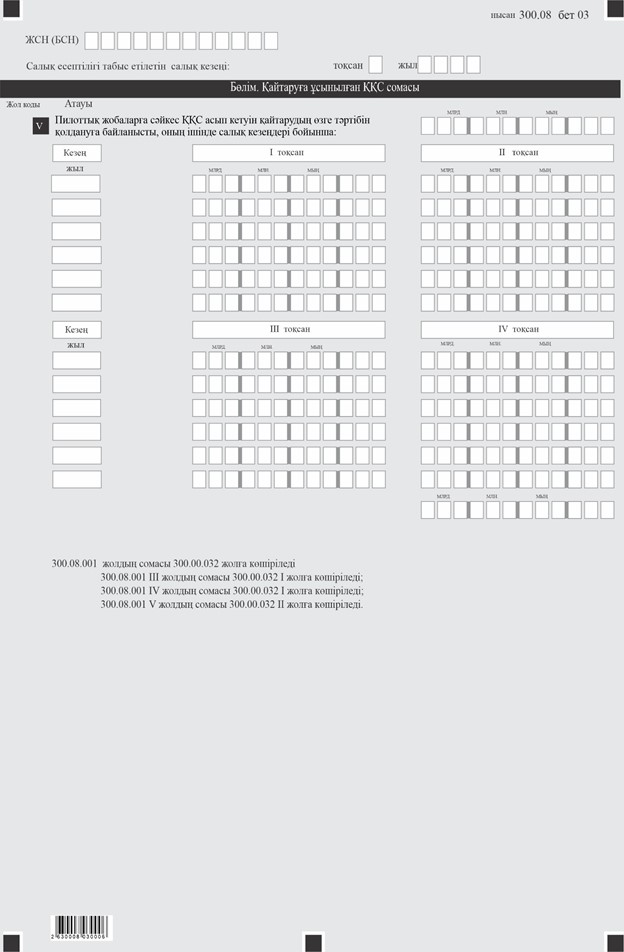 нысан 300.08 бет 03
ЖСН (БСН)
Салық есептілігі табыс етілетін салық кезеңі: тоқсан жыл
Бөлім. Қайтаруға ұсынылған ҚҚС сомасы
Жол коды Атауы
V Пилоттық жобаларға сәйкес ҚҚС асып кетуін қайтарудың өзге тәртібін
қолдануға байланысты, оның ішінде салық кезеңдері бойынша:
млрд млн мың
Кезең I тоқсан II тоқсан
жыл млрд млн мың млрд млн мың
Кезең III тоқсан IV тоқсан
жыл млрд млн мың млрд млн мың
млрд млн мың
300.08.001 жолдың сомасы 300.00.032 жолға көшіріледі
300.08.001 III жолдың сомасы 300.00.032 I жолға көшіріледі;
300.08.001 IV жолдың сомасы 300.00.032 I жолға көшіріледі;
300.08.001 V жолдың сомасы 300.00.032 II жолға көшіріледі.
2630008030006